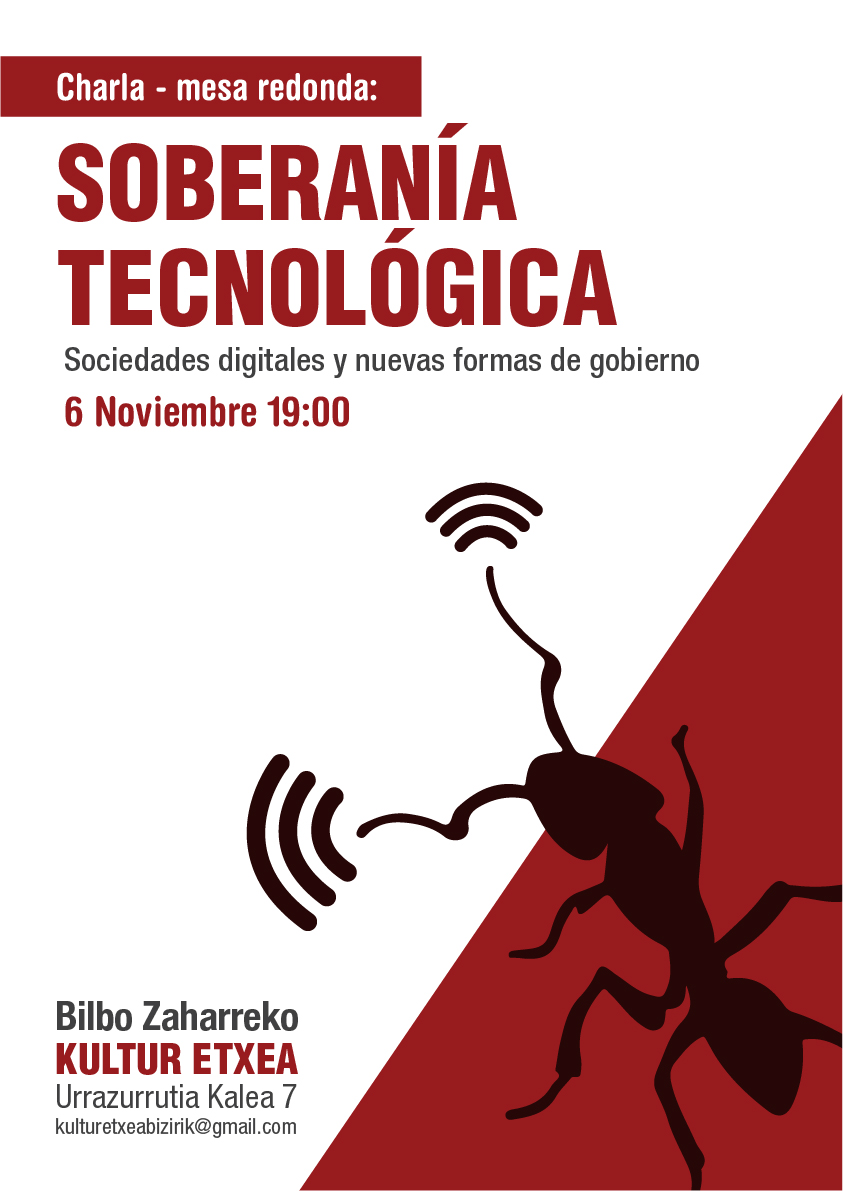 Charla - mesa redonda:
SOBERANÍA
TECNOLÓGICA
Sociedades digitales y nuevas formas de gobierno
6 Noviembre 19:00
Bilbo Zaharreko
KULTUR ETXEA
Urrazurrutia Kalea 7
kulturetxeabizirik@gmail.com